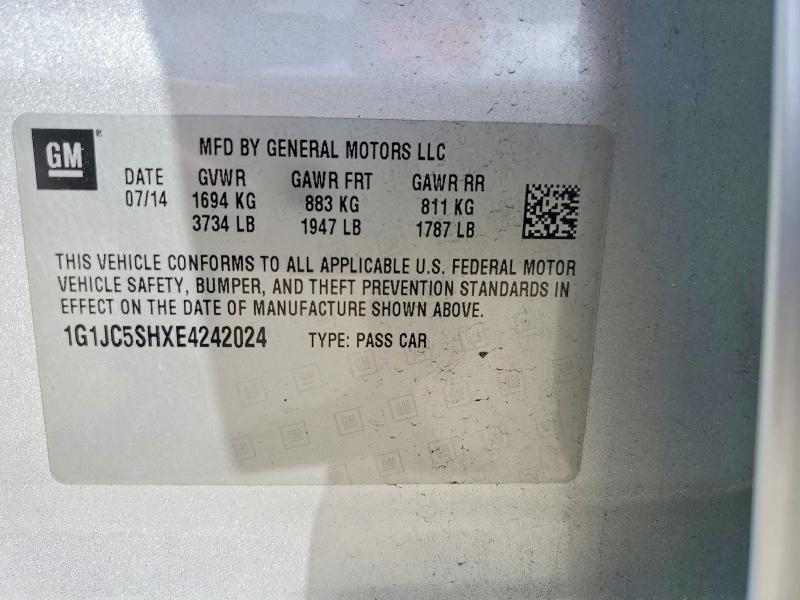 GM
MFD BY GENERAL MOTORS LLC
DATE GVWR GAWR FRT GAWR RR
07/14 1694 KG 883 KG 811 KG
3734 LB 1947 LB 1787 LB
THIS VEHICLE CONFORMS TO ALL APPLICABLE U.S. FEDERAL MOTOR
VEHICLE SAFETY, BUMPER, AND THEFT PREVENTION STANDARDS IN
EFFECT ON THE DATE OF MANUFACTURE SHOWN ABOVE.
1G1JC5SHXE4242024 TYPE: PASS CAR